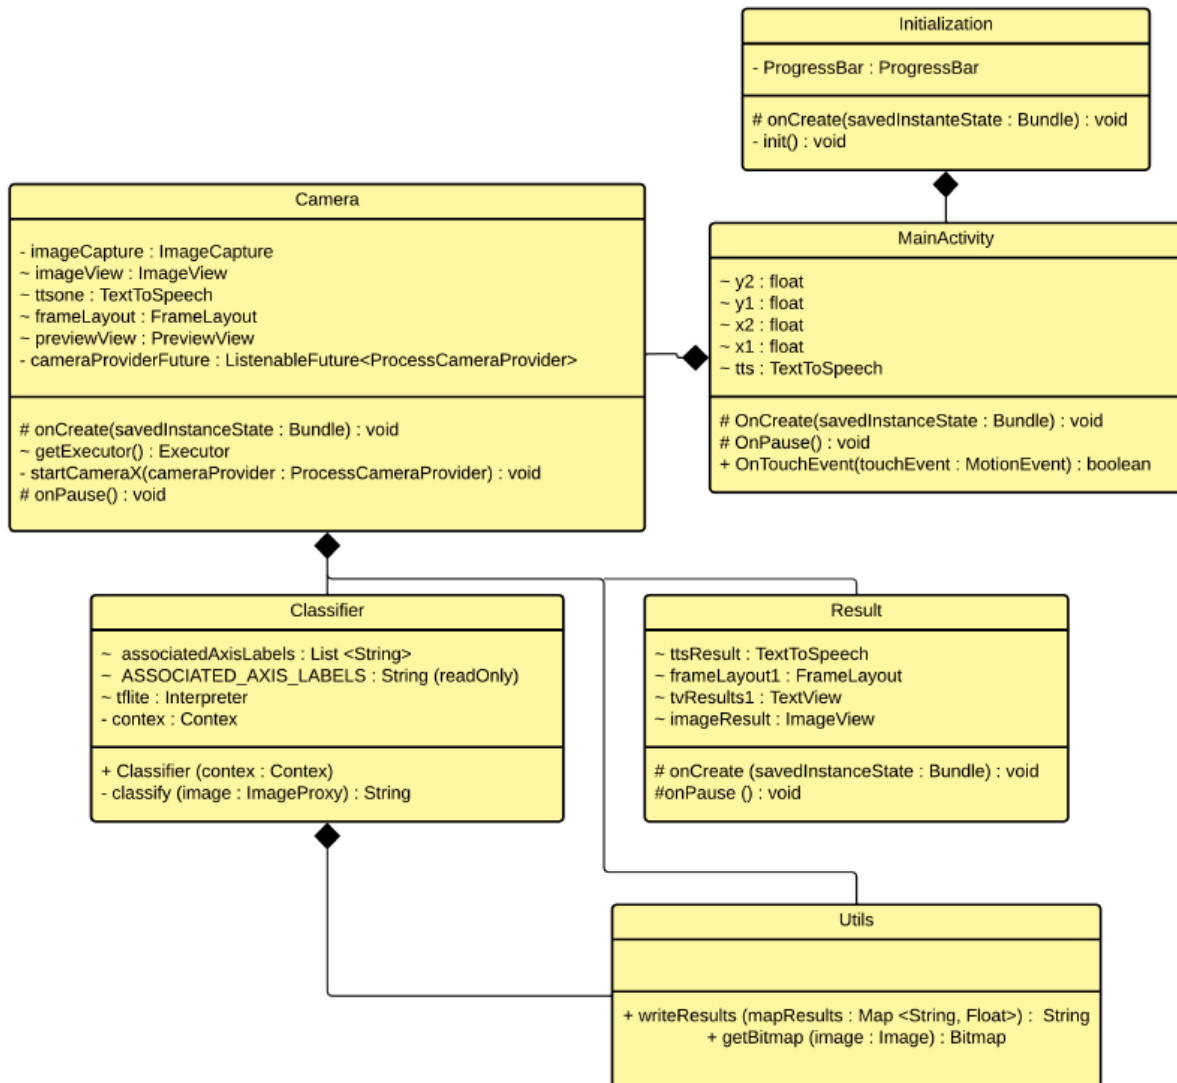 Initialization
- ProgressBar : ProgressBar
# onCreate(savedInstanteState : Bundle) : void
- init() : void
Camera
- imageCapture : ImageCapture
~ imageView : ImageView
~ ttsone : TextToSpeech
~ frameLayout : FrameLayout
~ previewView : PreviewView
- cameraProviderFuture : ListenableFuture<ProcessCameraProvider>
# onCreate(savedInstanceState : Bundle) : void
~ getExecutor() : Executor
- startCameraX(cameraProvider : ProcessCameraProvider) : void
# onPause() : void
MainActivity
~ y2 : float
~ y1 : float
~ x2 : float
~ x1 : float
~ tts : TextToSpeech
# OnCreate(savedInstanceState : Bundle) : void
# OnPause() : void
+ OnTouchEvent(touchEvent : MotionEvent) : boolean
Classifier
~ associatedAxisLabels : List <String>
~ ASSOCIATED_AXIS_LABELS : String (readOnly)
~ tflite : Interpreter
- contex : Contex
+ Classifier (contex : Contex)
- classify (image : ImageProxy) : String
Result
~ ttsResult : TextToSpeech
~ frameLayout1 : FrameLayout
~ tvResults1 : TextView
~ imageResult : ImageView
# onCreate (savedInstanceState : Bundle) : void
#onPause () : void
Utils
+ writeResults (mapResults : Map <String, Float>) : String
+ getBitmap (image : Image) : Bitmap